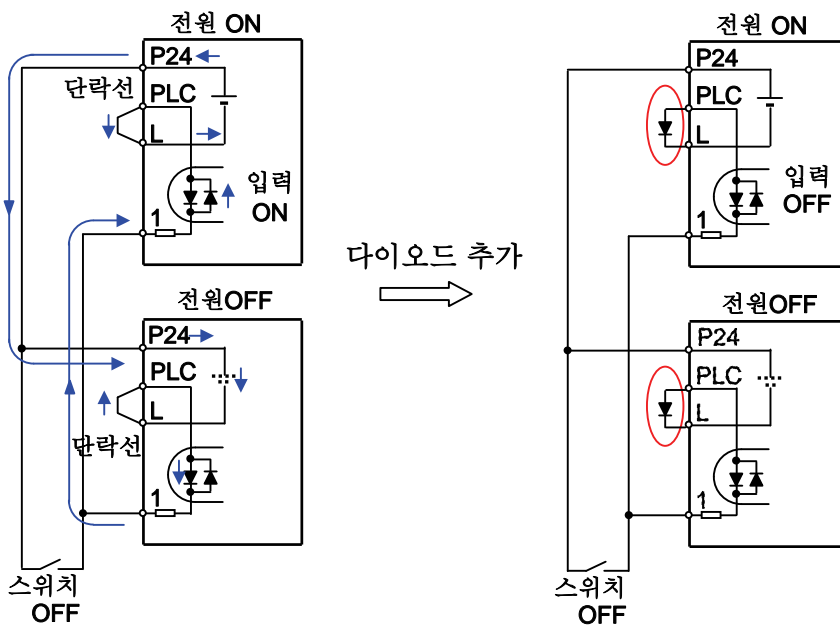 전원 ON
P24
단락선
PLC
L
입력
ON
1
전원OFF
P24
PLC
L
단락선
1
스위치
OFF
다이오드 추가
전원 ON
P24
PLC
L
입력
OFF
1
전원OFF
P24
PLC
L
1
스위치
OFF